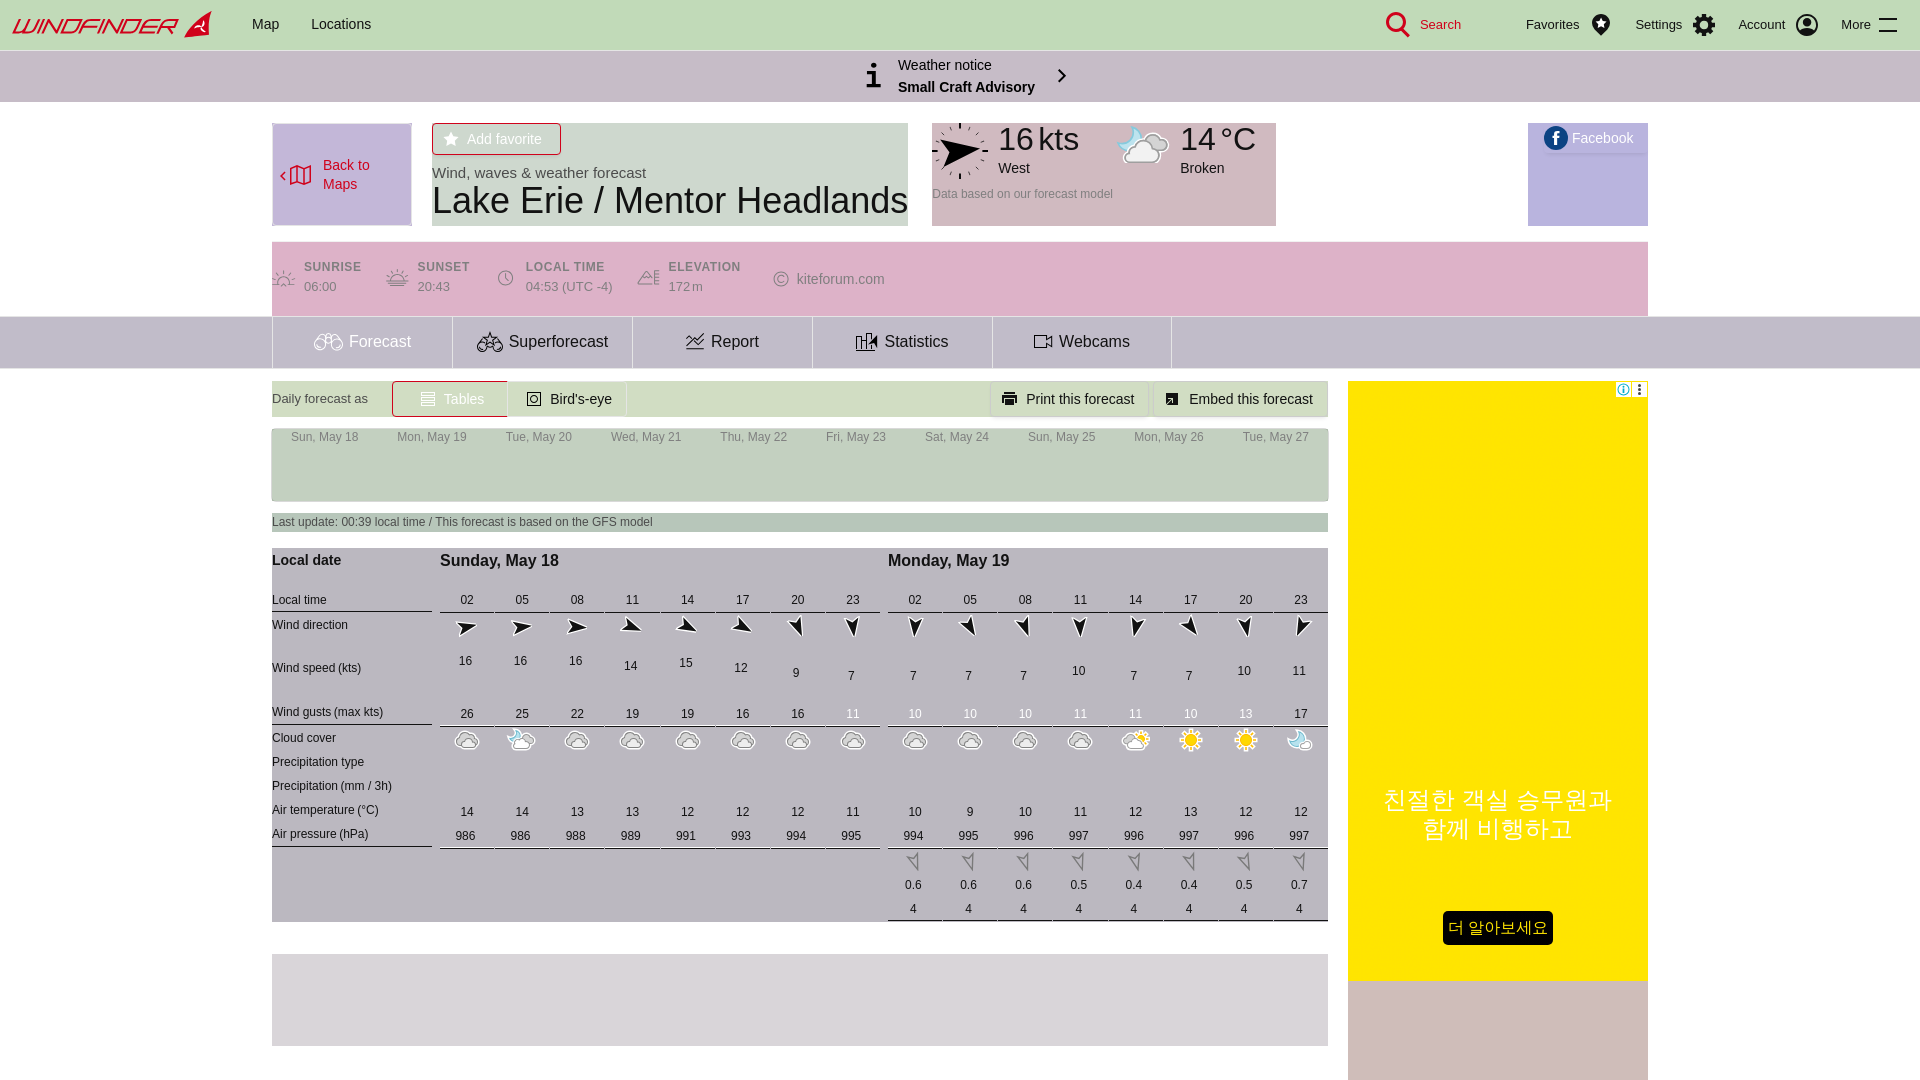 WINDFINDER
Map
Locations
Search
Favorites
Settings
Account
More
Weather notice
Small Craft Advisory
Back to
Maps
Add favorite
Wind, waves & weather forecast
Lake Erie / Mentor Headlands
16 kts
West
14 °C
Broken
Data based on our forecast model
Facebook
SUNRISE
06:00
SUNSET
20:43
LOCAL TIME
04:53 (UTC -4)
ELEVATION
172 m
© kiteforum.com
Forecast
Superforecast
Report
Statistics
Webcams
Daily forecast as
Tables
Bird's-eye
Print this forecast
Embed this forecast
Sun, May 18 Mon, May 19 Tue, May 20 Wed, May 21 Thu, May 22 Fri, May 23 Sat, May 24 Sun, May 25 Mon, May 26 Tue, May 27
Last update: 00:39 local time / This forecast is based on the GFS model
Local date Sunday, May 18 Monday, May 19
Local time 02 05 08 11 14 17 20 23 02 05 08 11 14 17 20 23
Wind direction
Wind speed (kts) 16 16 16 14 15 12 9 7 7 7 7 10 7 7 10 11
Wind gusts (max kts) 26 25 22 19 19 16 16 11 10 10 10 11 11 10 13 17
Cloud cover
Precipitation type
Precipitation (mm / 3h)
Air temperature (°C) 14 14 13 13 12 12 12 11 10 9 10 11 12 13 12 12
Air pressure (hPa) 986 986 988 989 991 993 994 995 994 995 996 997 996 997 996 997
0.6 0.6 0.6 0.5 0.4 0.4 0.5 0.7
4 4 4 4 4 4 4 4
친절한 객실 승무원과
함께 비행하고
더 알아보세요